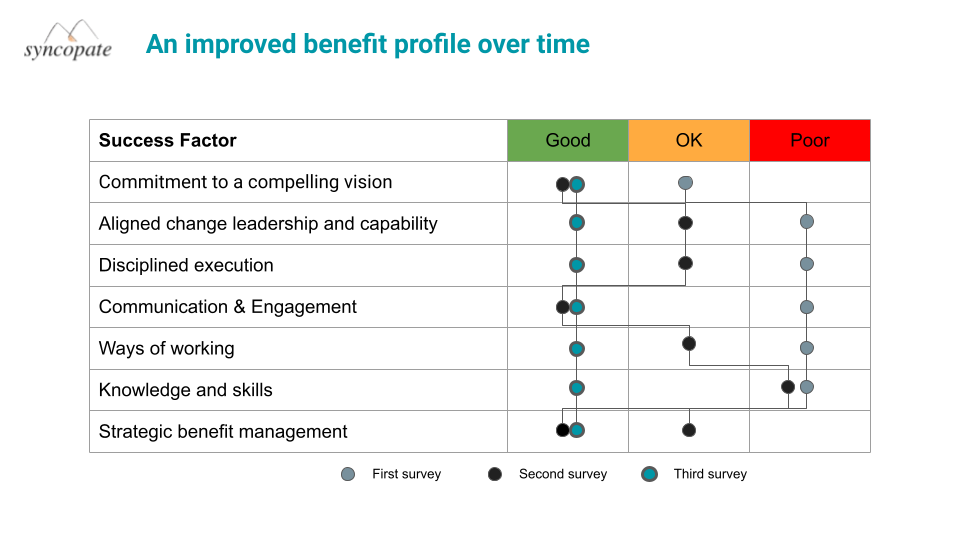 syncopate
An improved benefit profile over time
Success Factor Good OK Poor
Commitment to a compelling vision
Aligned change leadership and capability
Disciplined execution
Communication & Engagement
Ways of working
Knowledge and skills
Strategic benefit management
First survey Second survey Third survey